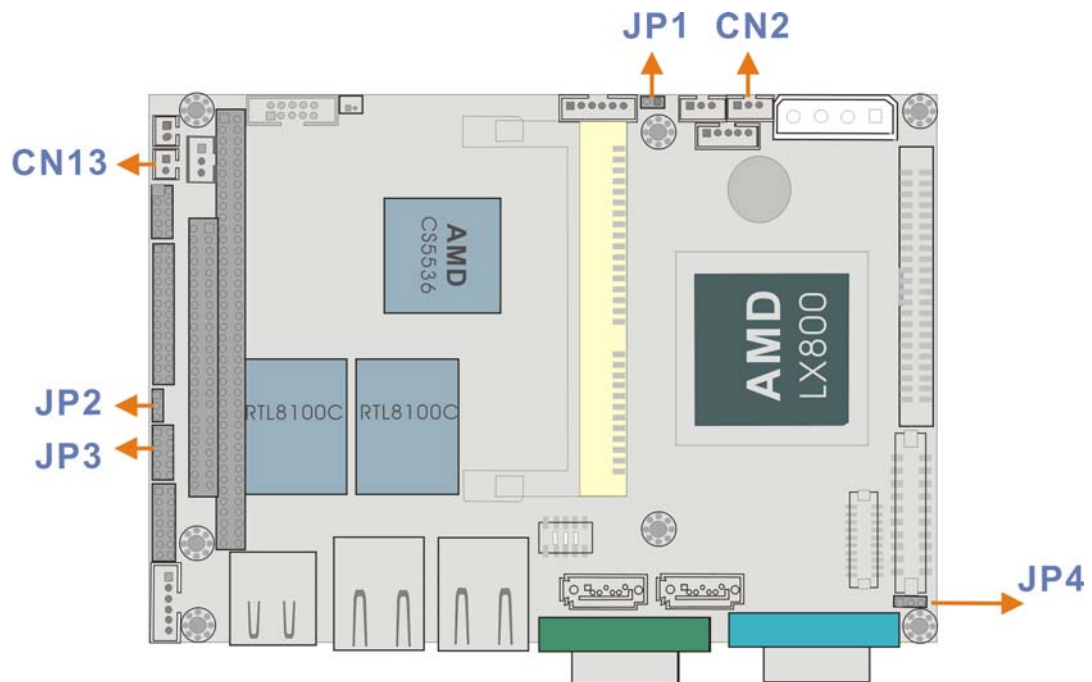 JP1 CN2
CN13
AMD
CS5536
AMD
LX800
JP2
RTL8100C
RTL8100C
JP3
JP4